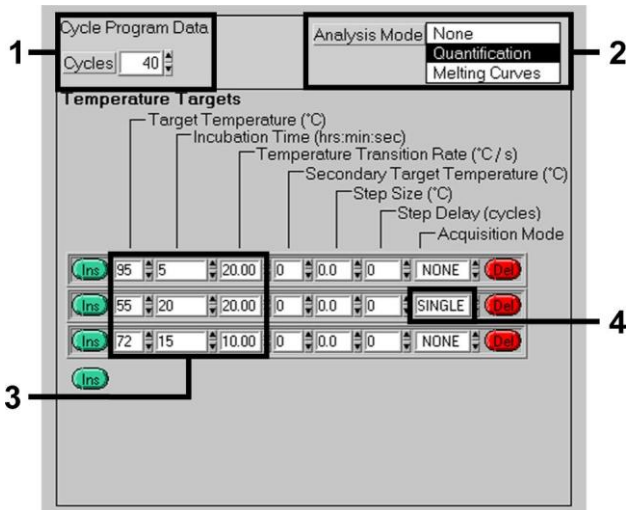 Cycle Program Data
Cycles 40
Analysis Mode None
Quantification
Melting Curves
1
2
Temperature Targets
Target Temperature (°C)
Incubation Time (hrs:min:sec)
Temperature Transition Rate (°C / s)
Secondary Target Temperature (°C)
Step Size (°C)
Step Delay (cycles)
Acquisition Mode
Ins 95 5 20.00 0 0.0 0 NONE Del
Ins 55 20 20.00 0 0.0 0 SINGLE Del
4
Ins 72 15 10.00 0 0.0 0 NONE Del
Ins
3